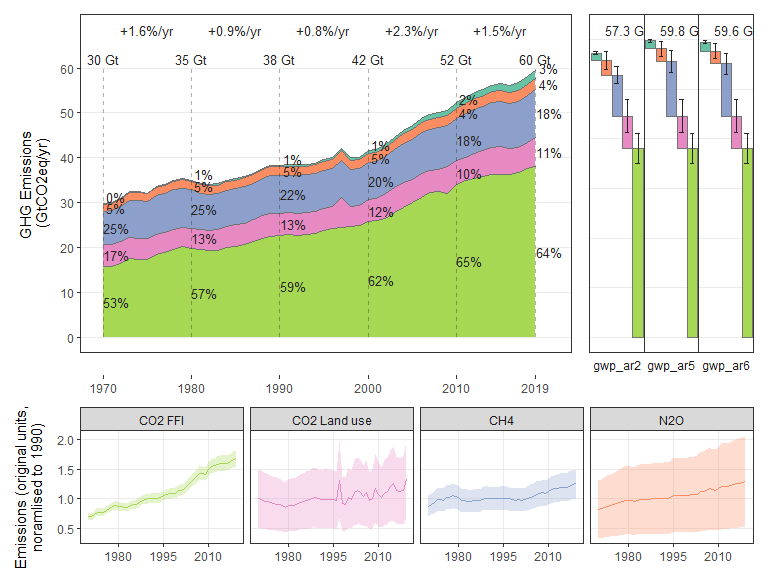 +1.6%/yr +0.9%/yr +0.8%/yr +2.3%/yr +1.5%/yr
30 Gt 35 Gt 38 Gt 42 Gt 52 Gt 60 Gt
GHG Emissions
(GtCO2eq/yr)
60
50
40
30
20
10
0
0% 1% 1% 1% 2% 3%
5% 5% 5% 5% 4% 4%
25% 25% 22% 20% 18% 18%
17% 13% 13% 12% 10% 11%
53% 57% 59% 62% 65% 64%
1970 1980 1990 2000 2010 2019
57.3 G 59.8 G 59.6 G
gwp_ar2 gwp_ar5 gwp_ar6
Emissions (original units,
noramlised to 1990)
CO2 FFI CO2 Land use CH4 N2O
2.0
1.5
1.0
0.5
1980 1995 2010 1980 1995 2010 1980 1995 2010 1980 1995 2010